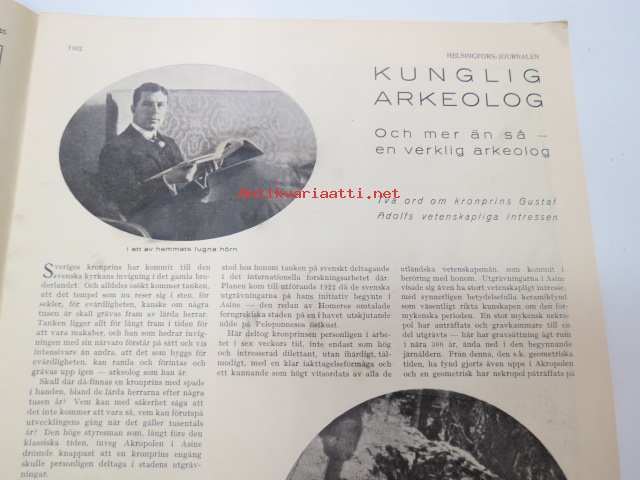 1102
HELSINGFORS-JOURNALEN
KUNGLIG
ARKEOLOG
Och mer än så —
en verklig arkeolog
Två ord om kronprins Gustaf
Adolfs vetenskapliga intressen
Antikvariaatti.net
I ett av hemmets lugna hörn
Sveriges kronprins har kommit till den
svenska kyrkans invigning i det gamla bro-
derlandet. Och alldeles osökt kommer tanken,
att det tempel som nu reser sig i sten, för
sekler, för evärdligheten, kanske om några
tusen år skall grävas fram av lärda herrar.
Tanken ligger allt för långt fram i tiden för
att vara makaber, och han som hedrar invig-
ningen med sin närvaro förstår på sätt och vis
intensivare än andra, att det som byggs för
evärdligheten, kan ramla och förintas och
grävas upp igen — arkeolog som han är.
Skall där då finnas en kronprins med spade
i handen, bland de lärda herrarna efter några
tusen år? Vem kan med säkerhet säga att
det inte kommer att vara så, vem kan förutspå
utvecklingens gång när det gäller tusentals
år? Den höge styresman som, långt före den
klassiska tiden, inveg Akropolen i Asine
drömde knappast att en kronprins engång
skulle personligen deltaga i stadens utgräv-
ningar.
stod hos honom tanken på svenskt deltagande
i det internationella forskningsarbetet där.
Planen kom till utförande 1922 då de svenska
utgrävningarna på hans initiativ begynte i
Asine — den redan av Homeros omtalade
forngrekiska staden på en i havet utskjutande
udde på Peloponnesos östkust.
Här deltog kronprinsen personligen i arbe-
tet i sex veckors tid, inte endast som hög
och intresserad dilettant, utan ihärdigt, tål-
modigt, med en klar iakttagelseförmåga och
ett kunnande som högt vitsordats av alla de
utländska vetenskapsmän, som kommit i
beröring med honom. Utgrävningarna i Asine
visade sig även ha stort vetenskapligt intresse,
med synnerligen betydelsefulla keramikfynd
som väsentligt rikta kunskapen om den för-
mykenska perioden. En stor mykensk nekro-
pol har anträffats och gravkammare till en
del utgrävts — här har gravsättning ägt rum
i nära 300 år, ända ned i den begynnande
järnåldern. Från denna, den s.k. geometriska
tiden, ha fynd gjorts även uppe i Akropolen
och en geometrisk har nekropol påträffats på